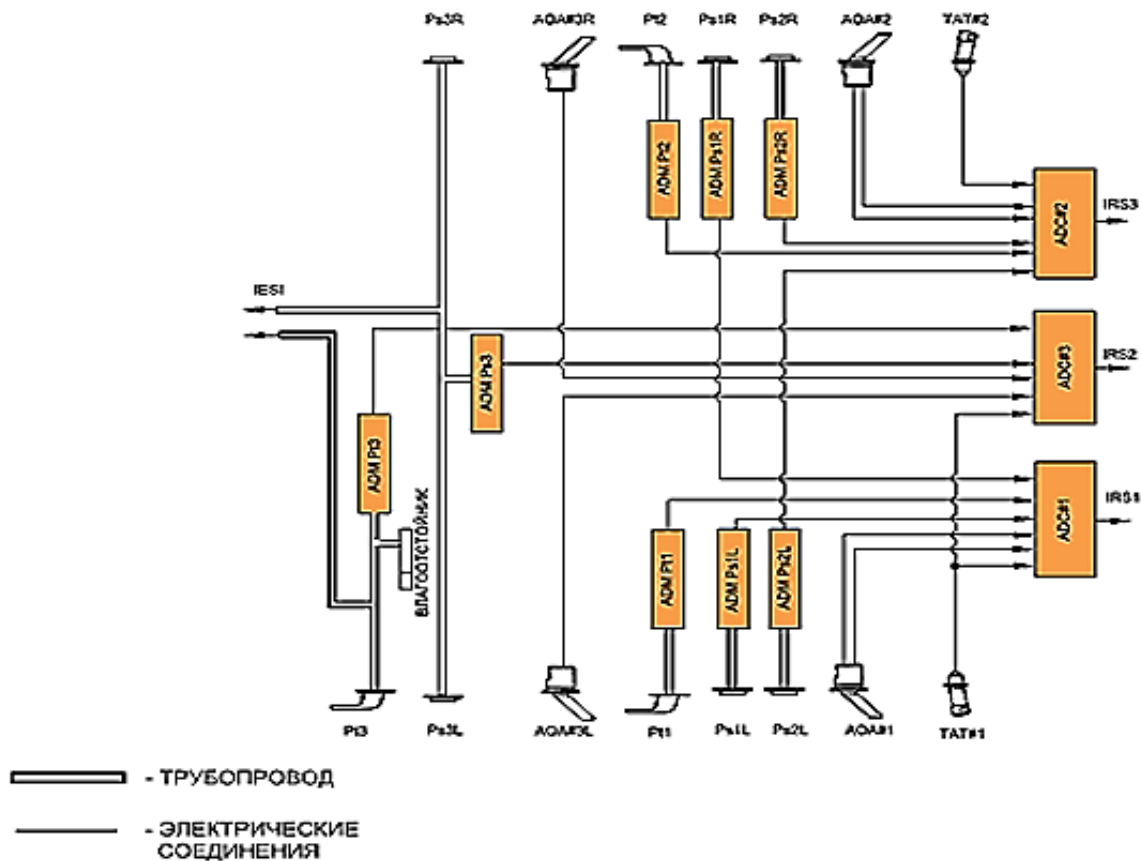 Ps3R AOA#3R Pt2 Ps1R Ps2R AOA#2 TAT#2
ADM Pt2
ADM Ps1R
ADM Ps2R
ADC#2
IRS3
IESI
ADM Ps3
ADC#3
IRS2
ADM Pt3
ВЛАГООТСТОЙНИК
ADM Pt1
ADM Ps1L
ADM Ps2L
ADC#1
IRS1
Pt3 Ps3L AOA#3L Pt1 Ps1L Ps2L AOA#1 TAT#1
- ТРУБОПРОВОД
- ЭЛЕКТРИЧЕСКИЕ
СОЕДИНЕНИЯ